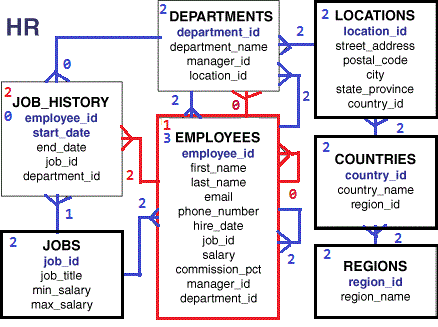 HR
2
DEPARTMENTS
department_id
department_name
manager_id
location_id
2
LOCATIONS
location_id
street_address
postal_code
city
state_province
country_id
2
0
JOB_HISTORY
employee_id
start_date
end_date
job_id
department_id
1
3
EMPLOYEES
employee_id
first_name
last_name
email
phone_number
hire_date
job_id
salary
commission_pct
manager_id
department_id
2
COUNTRIES
country_id
country_name
region_id
2
JOBS
job_id
job_title
min_salary
max_salary
2
REGIONS
region_id
region_name
0
2
2
2
0
2
2
2
0
1
2
2
2